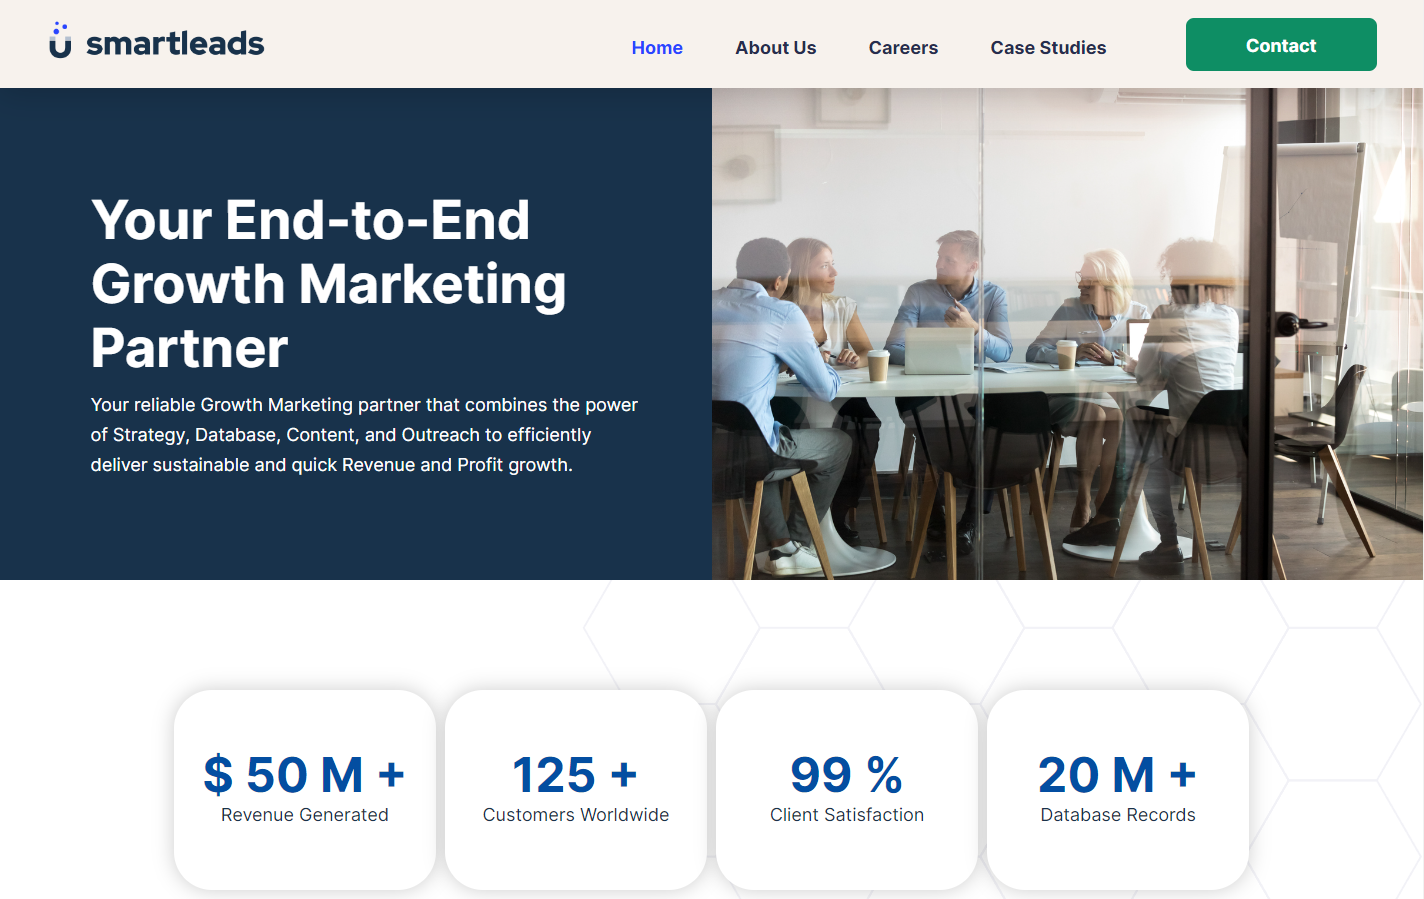 smartleads
Home
About Us
Careers
Case Studies
Contact
Your End-to-End
Growth Marketing
Partner
Your reliable Growth Marketing partner that combines the power
of Strategy, Database, Content, and Outreach to efficiently
deliver sustainable and quick Revenue and Profit growth.
$ 50 M +
Revenue Generated
125 +
Customers Worldwide
99 %
Client Satisfaction
20 M +
Database Records